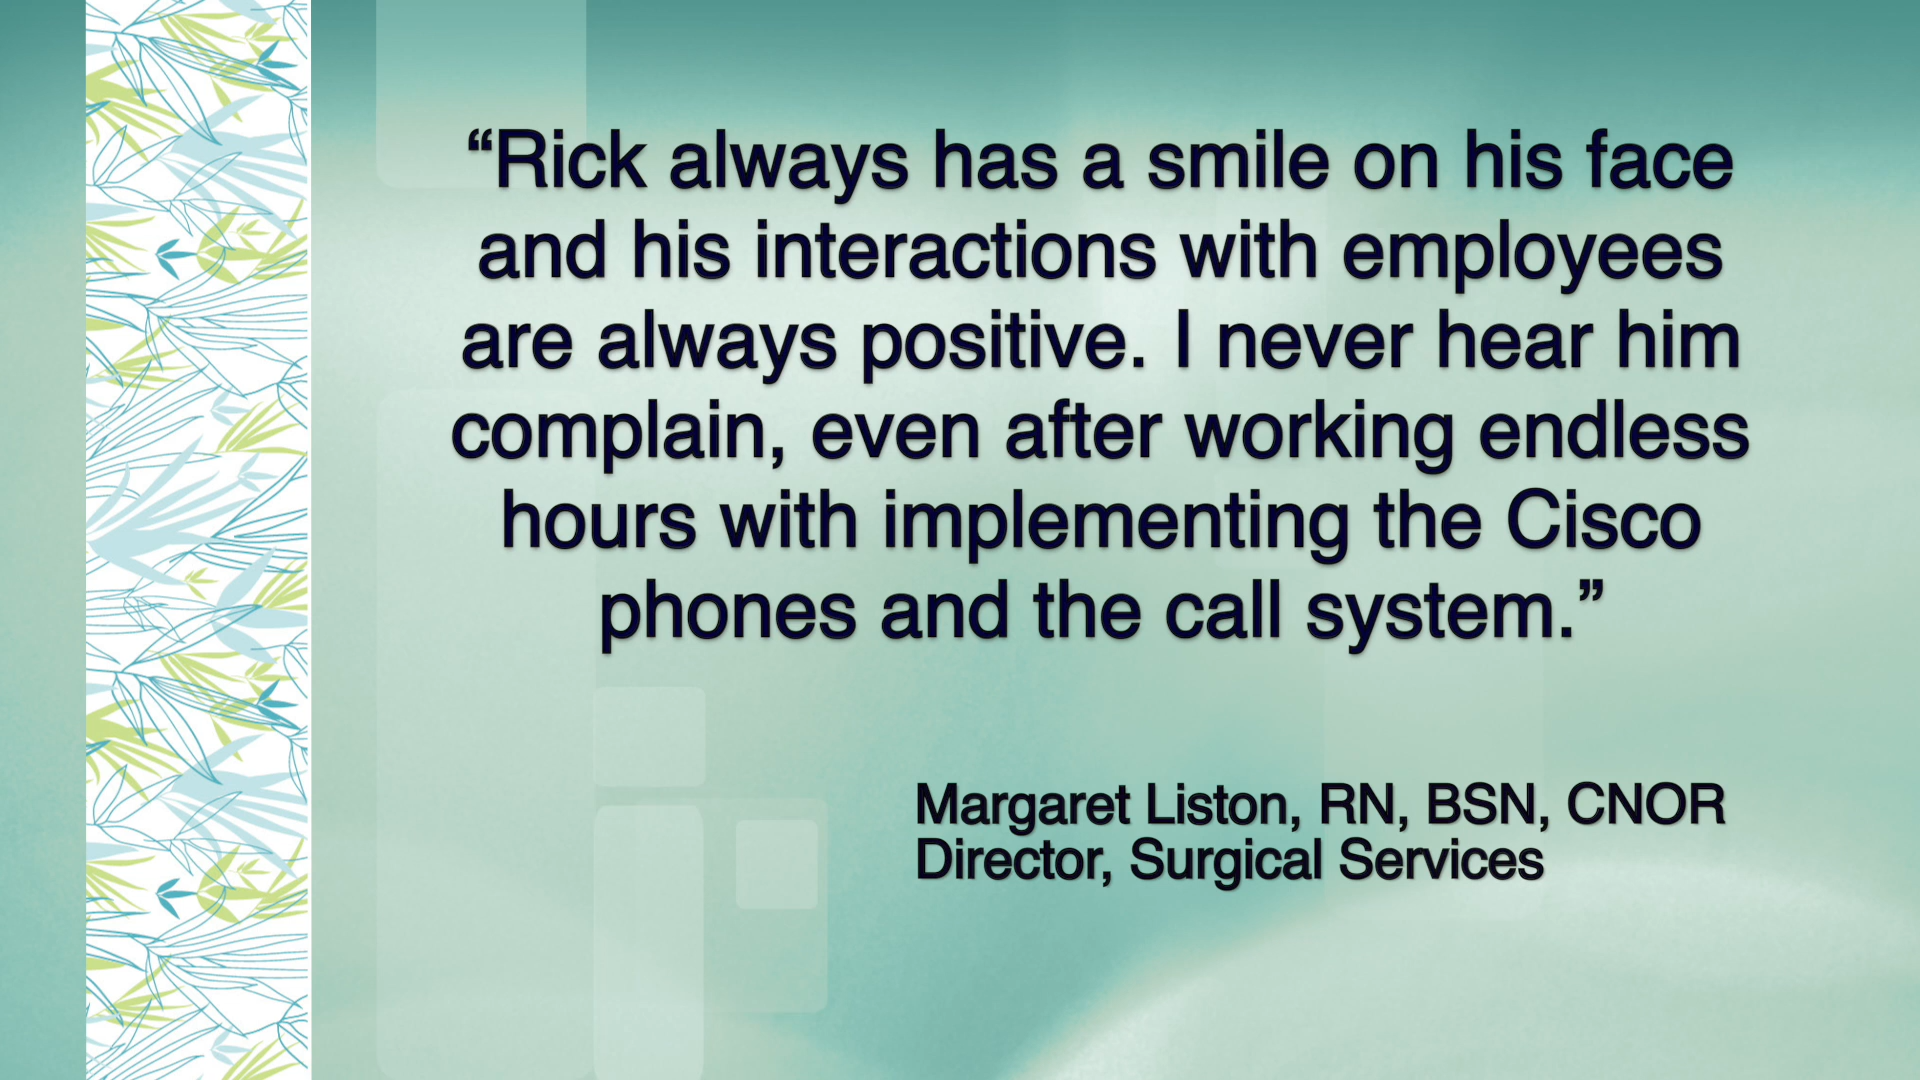 “Rick always has a smile on his face
and his interactions with employees
are always positive. I never hear him
complain, even after working endless
hours with implementing the Cisco
phones and the call system.”
Margaret Liston, RN, BSN, CNOR
Director, Surgical Services